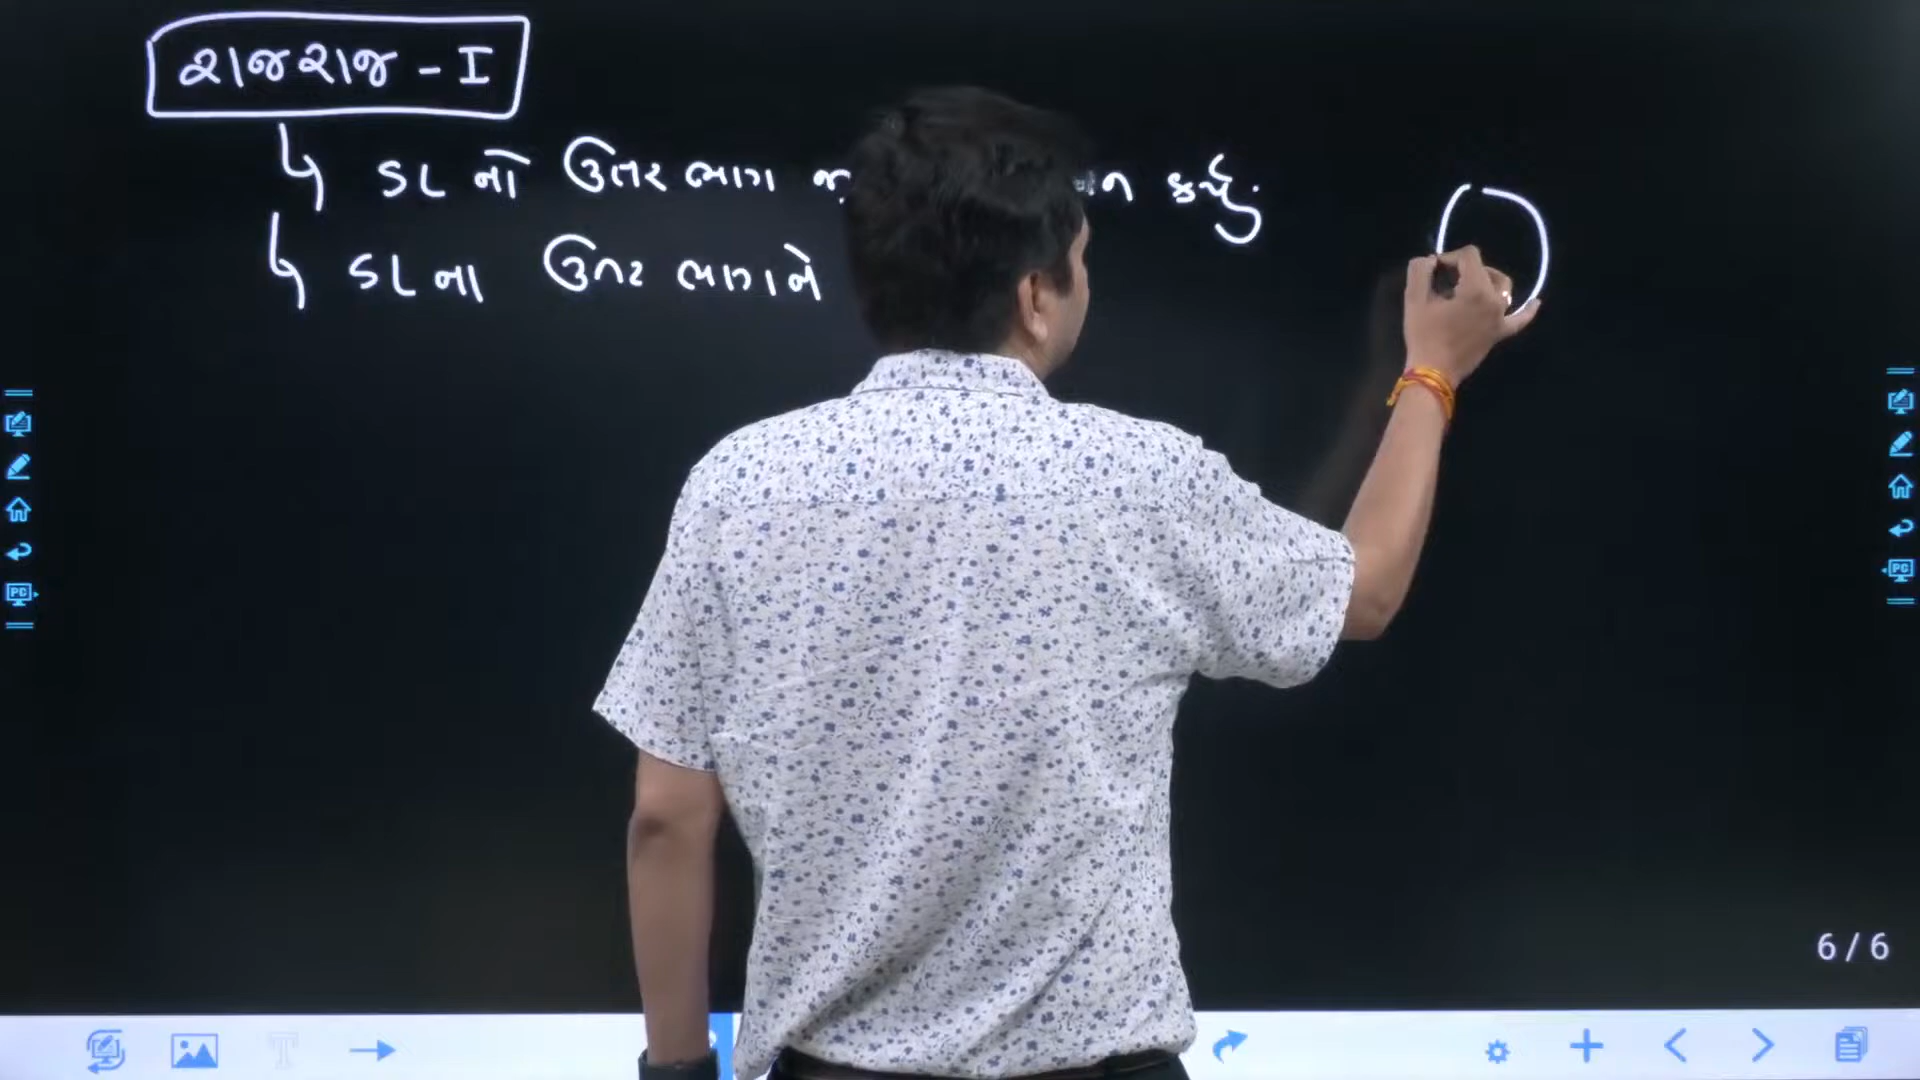 રાજરાજ - I
SL નો ઉત્તર ભાગ કર્યું.
SL ના ઉત્તર ભાગને
6 / 6